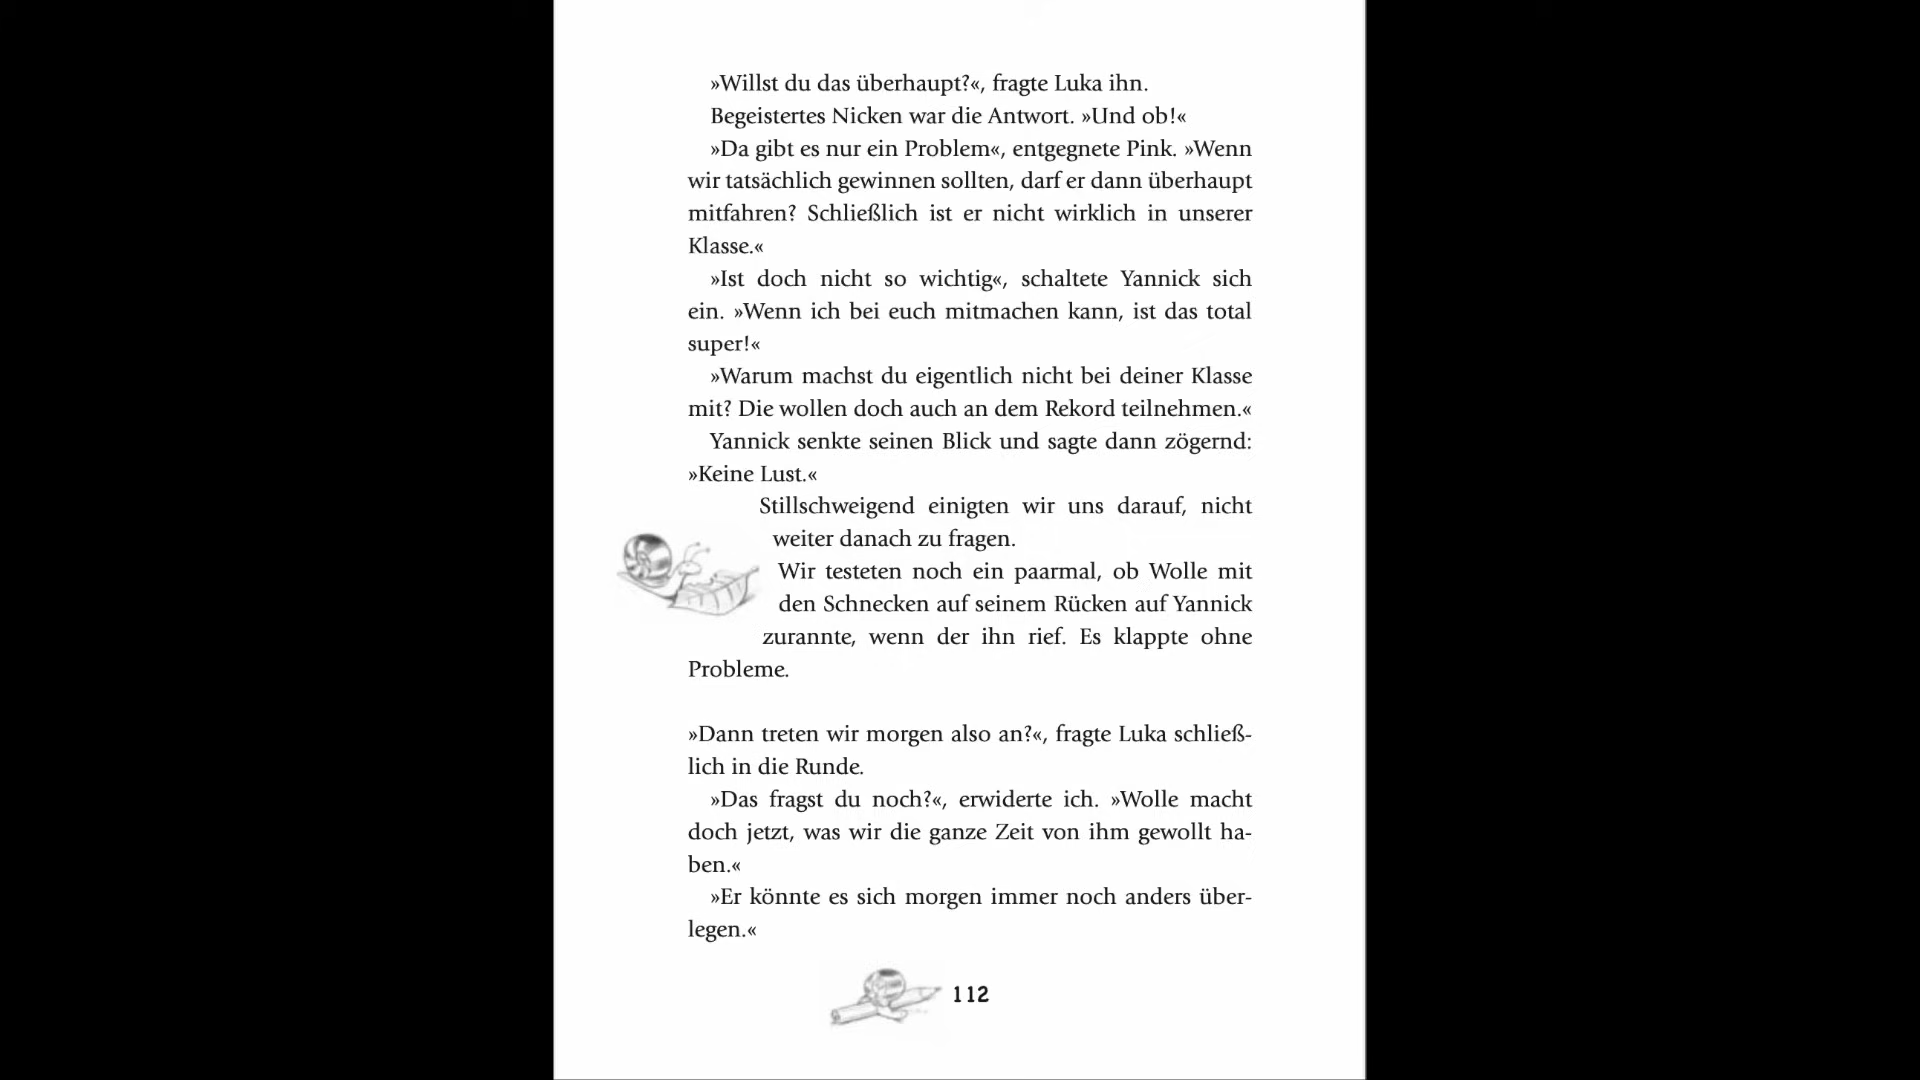 »Willst du das überhaupt?«, fragte Luka ihn.
Begeistertes Nicken war die Antwort. »Und ob!«
»Da gibt es nur ein Problem«, entgegnete Pink. »Wenn
wir tatsächlich gewinnen sollten, darf er dann überhaupt
mitfahren? Schließlich ist er nicht wirklich in unserer
Klasse.«
»Ist doch nicht so wichtig«, schaltete Yannick sich
ein. »Wenn ich bei euch mitmachen kann, ist das total
super!«
»Warum machst du eigentlich nicht bei deiner Klasse
mit? Die wollen doch auch an dem Rekord teilnehmen.«
Yannick senkte seinen Blick und sagte dann zögernd:
»Keine Lust.«
Stillschweigend einigten wir uns darauf, nicht
weiter danach zu fragen.
Wir testeten noch ein paarmal, ob Wolle mit
den Schnecken auf seinem Rücken auf Yannick
zurannte, wenn der ihn rief. Es klappte ohne
Probleme.
»Dann treten wir morgen also an?«, fragte Luka schließ-
lich in die Runde.
»Das fragst du noch?«, erwiderte ich. »Wolle macht
doch jetzt, was wir die ganze Zeit von ihm gewollt ha-
ben.«
»Er könnte es sich morgen immer noch anders über-
legen.«
112